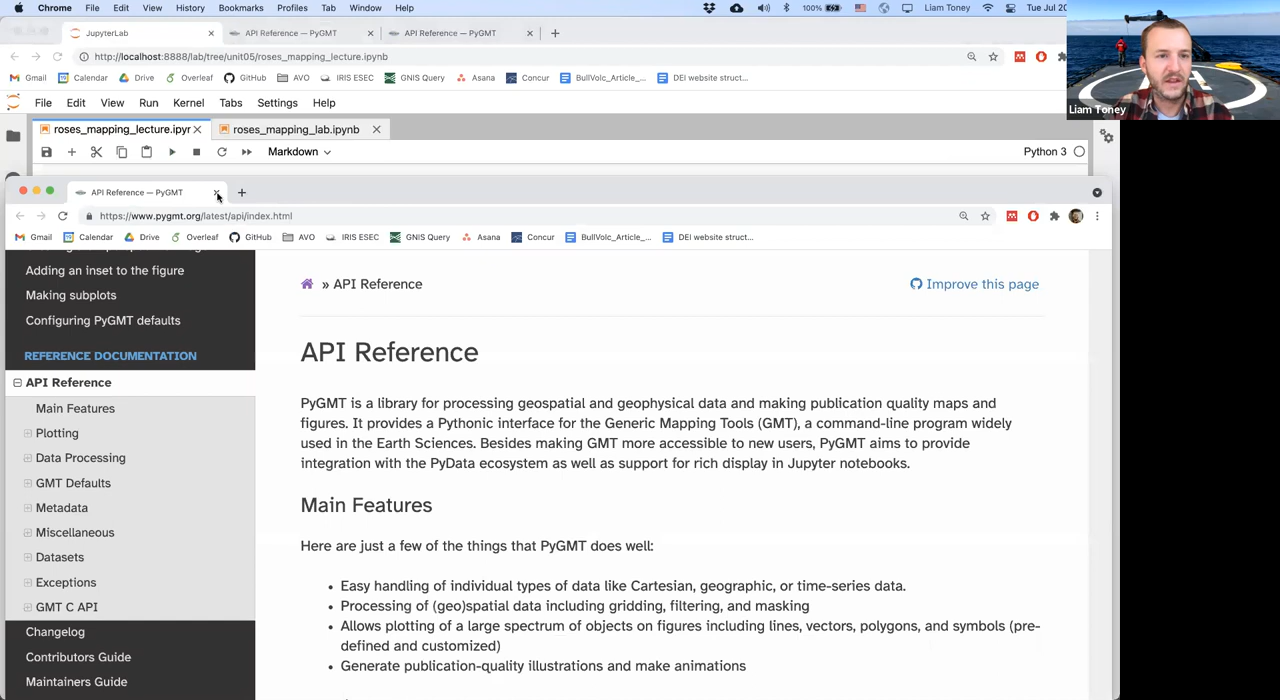 Chrome File Edit View History Bookmarks Profiles Tab Window Help 100% Liam Toney Tue Jul 20
JupyterLab API Reference — PyGMT API Reference — PyGMT
http://localhost:8888/lab/tree/unit05/roses_mapping_lecture.ipynb
Gmail Calendar Drive Overleaf GitHub AVO IRIS ESEC GNIS Query Asana Concur BullVolc_Article_... DEI website struct...
File Edit View Run Kernel Tabs Settings Help
Liam Toney
roses_mapping_lecture.ipyr roses_mapping_lab.ipynb
Markdown Python 3
API Reference — PyGMT
https://www.pygmt.org/latest/api/index.html
Gmail Calendar Drive Overleaf GitHub AVO IRIS ESEC GNIS Query Asana Concur BullVolc_Article_... DEI website struct...
Adding an inset to the figure
Making subplots
Configuring PyGMT defaults
REFERENCE DOCUMENTATION
API Reference
Main Features
Plotting
Data Processing
GMT Defaults
Metadata
Miscellaneous
Datasets
Exceptions
GMT C API
Changelog
Contributors Guide
Maintainers Guide
» API Reference
Improve this page
API Reference
PyGMT is a library for processing geospatial and geophysical data and making publication quality maps and
figures. It provides a Pythonic interface for the Generic Mapping Tools (GMT), a command-line program widely
used in the Earth Sciences. Besides making GMT more accessible to new users, PyGMT aims to provide
integration with the PyData ecosystem as well as support for rich display in Jupyter notebooks.
Main Features
Here are just a few of the things that PyGMT does well:
• Easy handling of individual types of data like Cartesian, geographic, or time-series data.
• Processing of (geo)spatial data including gridding, filtering, and masking
• Allows plotting of a large spectrum of objects on figures including lines, vectors, polygons, and symbols (pre-
defined and customized)
• Generate publication-quality illustrations and make animations